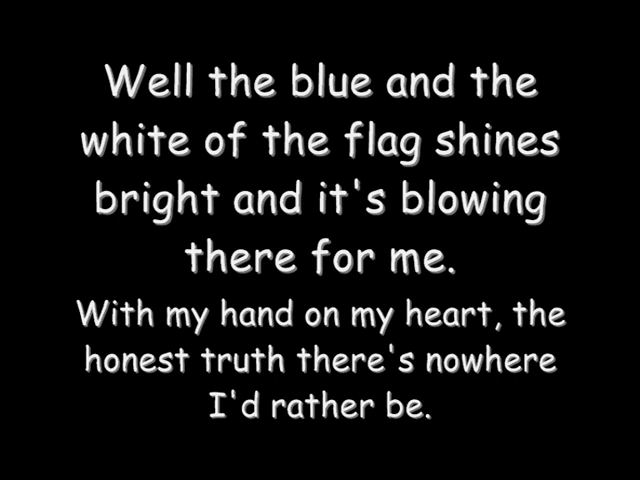 Well the blue and the
white of the flag shines
bright and it's blowing
there for me.
With my hand on my heart, the
honest truth there's nowhere
I'd rather be.